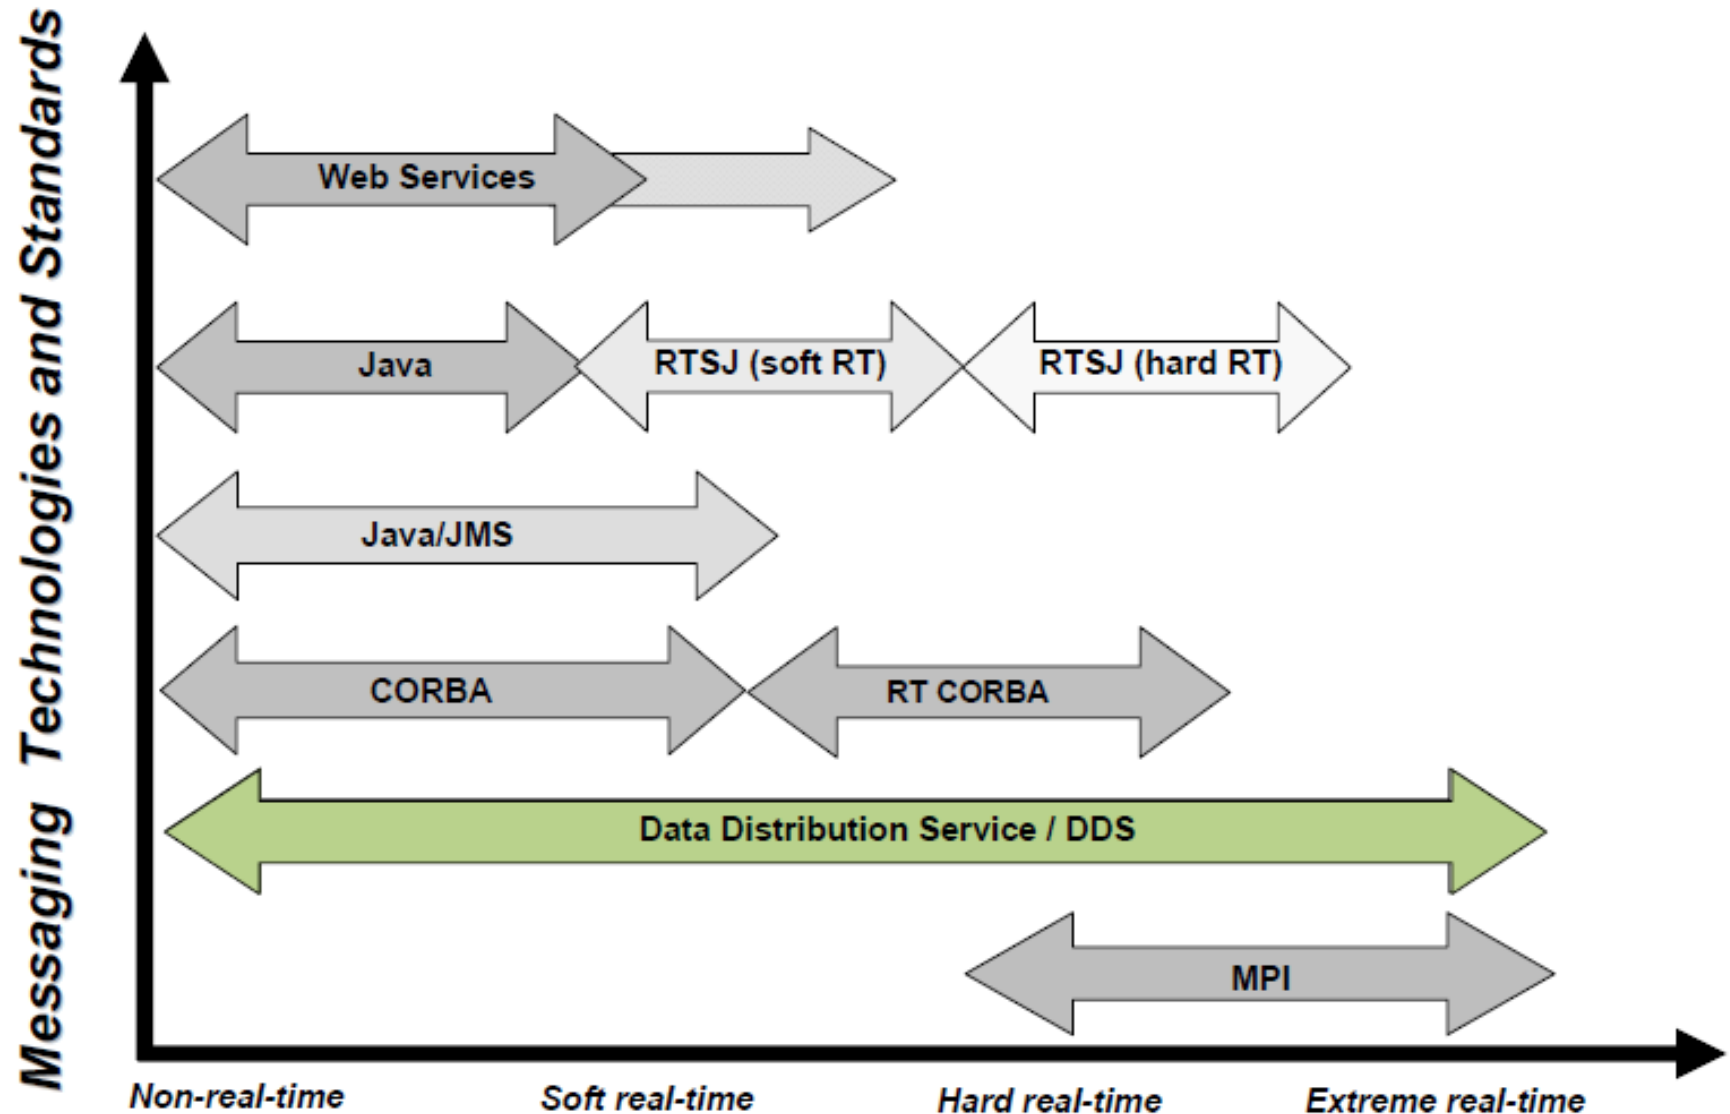 Messaging Technologies and Standards
Web Services
Java
RTSJ (soft RT)
RTSJ (hard RT)
Java/JMS
CORBA
RT CORBA
Data Distribution Service / DDS
MPI
Non-real-time
Soft real-time
Hard real-time
Extreme real-time